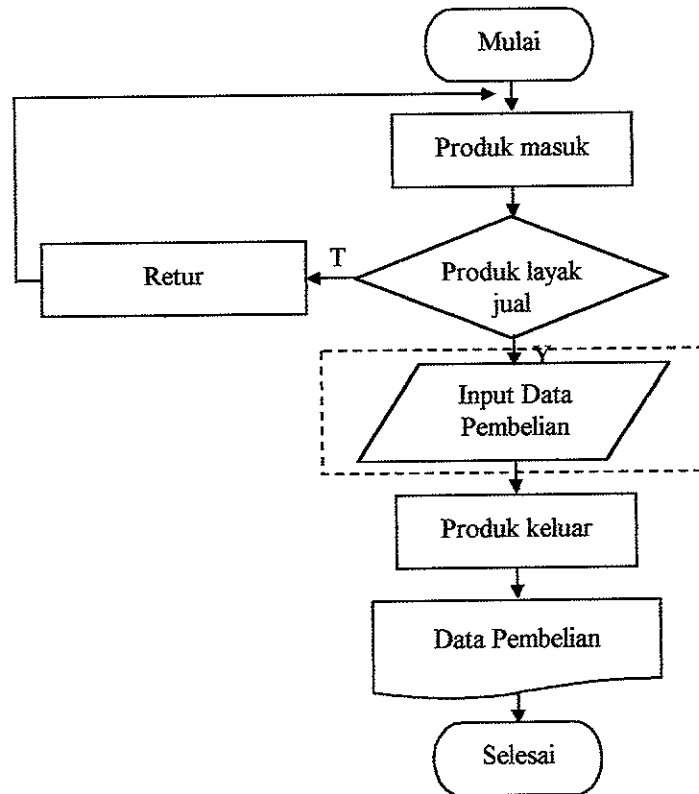 Mulai
Produk masuk
Produk layak
jual
T
Retur
Y
Input Data
Pembelian
Produk keluar
Data Pembelian
Selesai